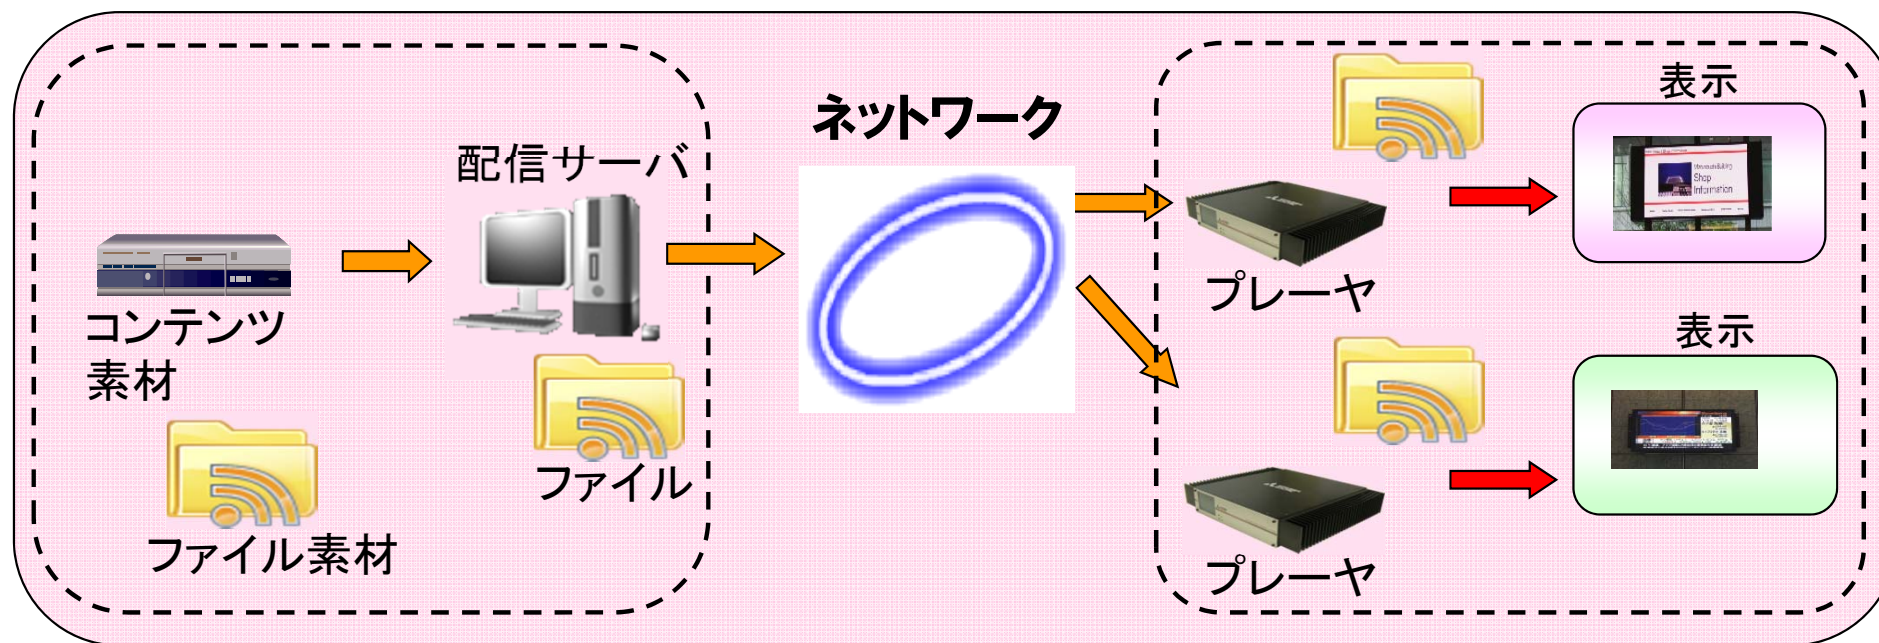 コンテンツ
素材
ファイル素材
配信サーバ
ファイル
ネットワーク
プレーヤ
表示
Shop
Information
プレーヤ
表示